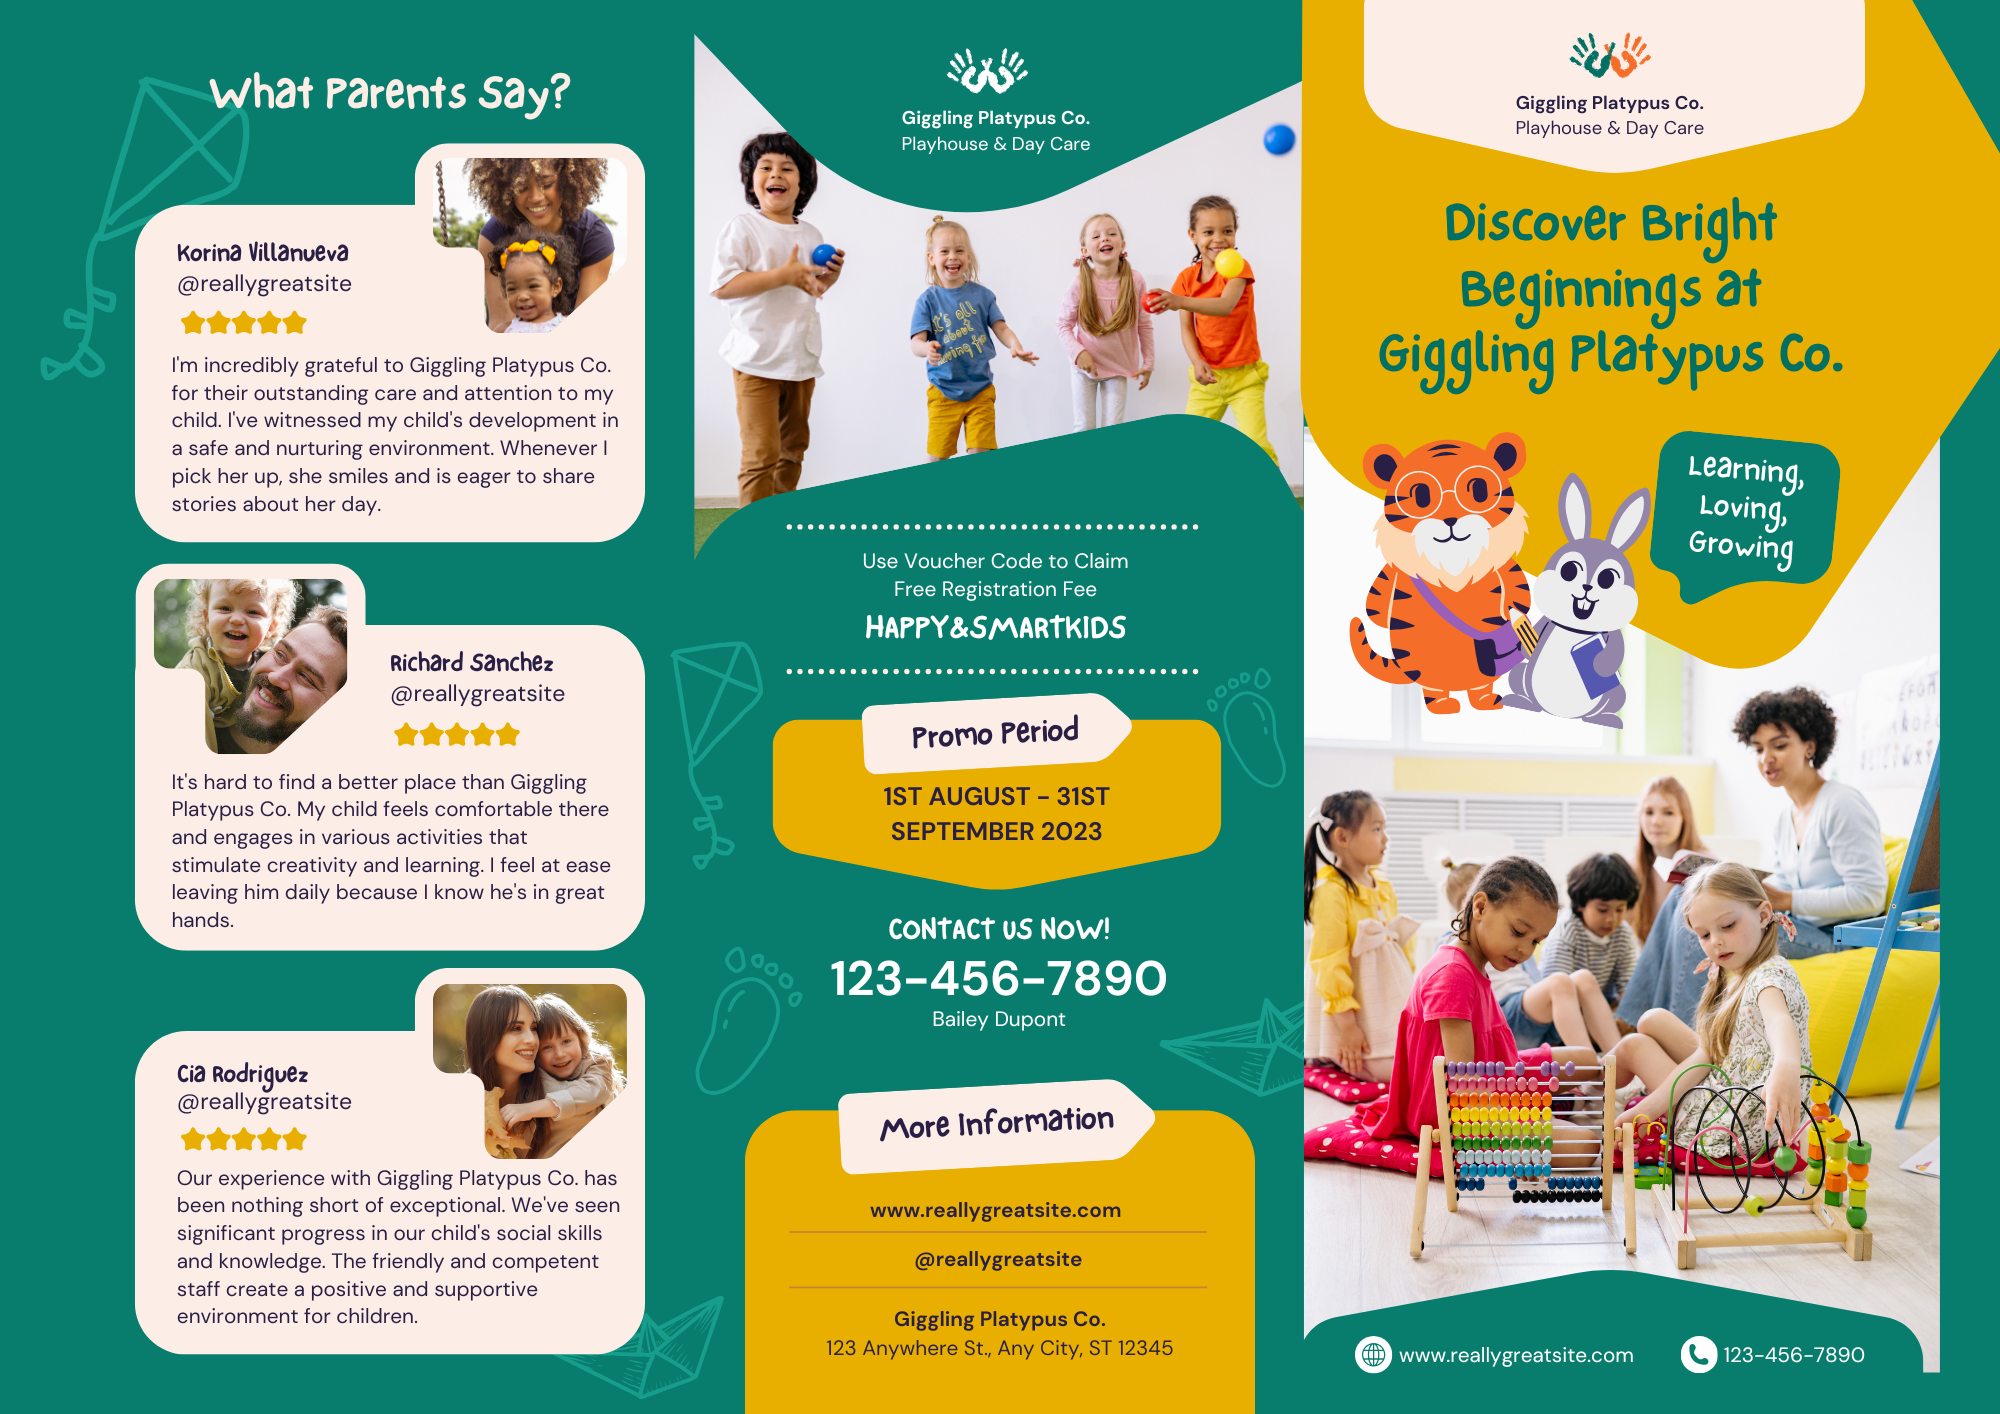 What Parents Say?
Korina Villanueva
@reallygreatsite
I'm incredibly grateful to Giggling Platypus Co.
for their outstanding care and attention to my
child. I've witnessed my child's development in
a safe and nurturing environment. Whenever I
pick her up, she smiles and is eager to share
stories about her day.
Richard Sanchez
@reallygreatsite
It's hard to find a better place than Giggling
Platypus Co. My child feels comfortable there
and engages in various activities that
stimulate creativity and learning. I feel at ease
leaving him daily because I know he's in great
hands.
Cia Rodriguez
@reallygreatsite
Our experience with Giggling Platypus Co. has
been nothing short of exceptional. We've seen
significant progress in our child's social skills
and knowledge. The friendly and competent
staff create a positive and supportive
environment for children.
Giggling Platypus Co.
Playhouse & Day Care
it's all
about
Use Voucher Code to Claim
Free Registration Fee
HAPPY&SMARTKIDS
Promo Period
1ST AUGUST - 31ST
SEPTEMBER 2023
CONTACT US NOW!
123-456-7890
Bailey Dupont
More Information
www.reallygreatsite.com
@reallygreatsite
Giggling Platypus Co.
123 Anywhere St., Any City, ST 12345
Giggling Platypus Co.
Playhouse & Day Care
Discover Bright
Beginnings at
Giggling Platypus Co.
Learning,
Loving,
Growing
www.reallygreatsite.com
123-456-7890